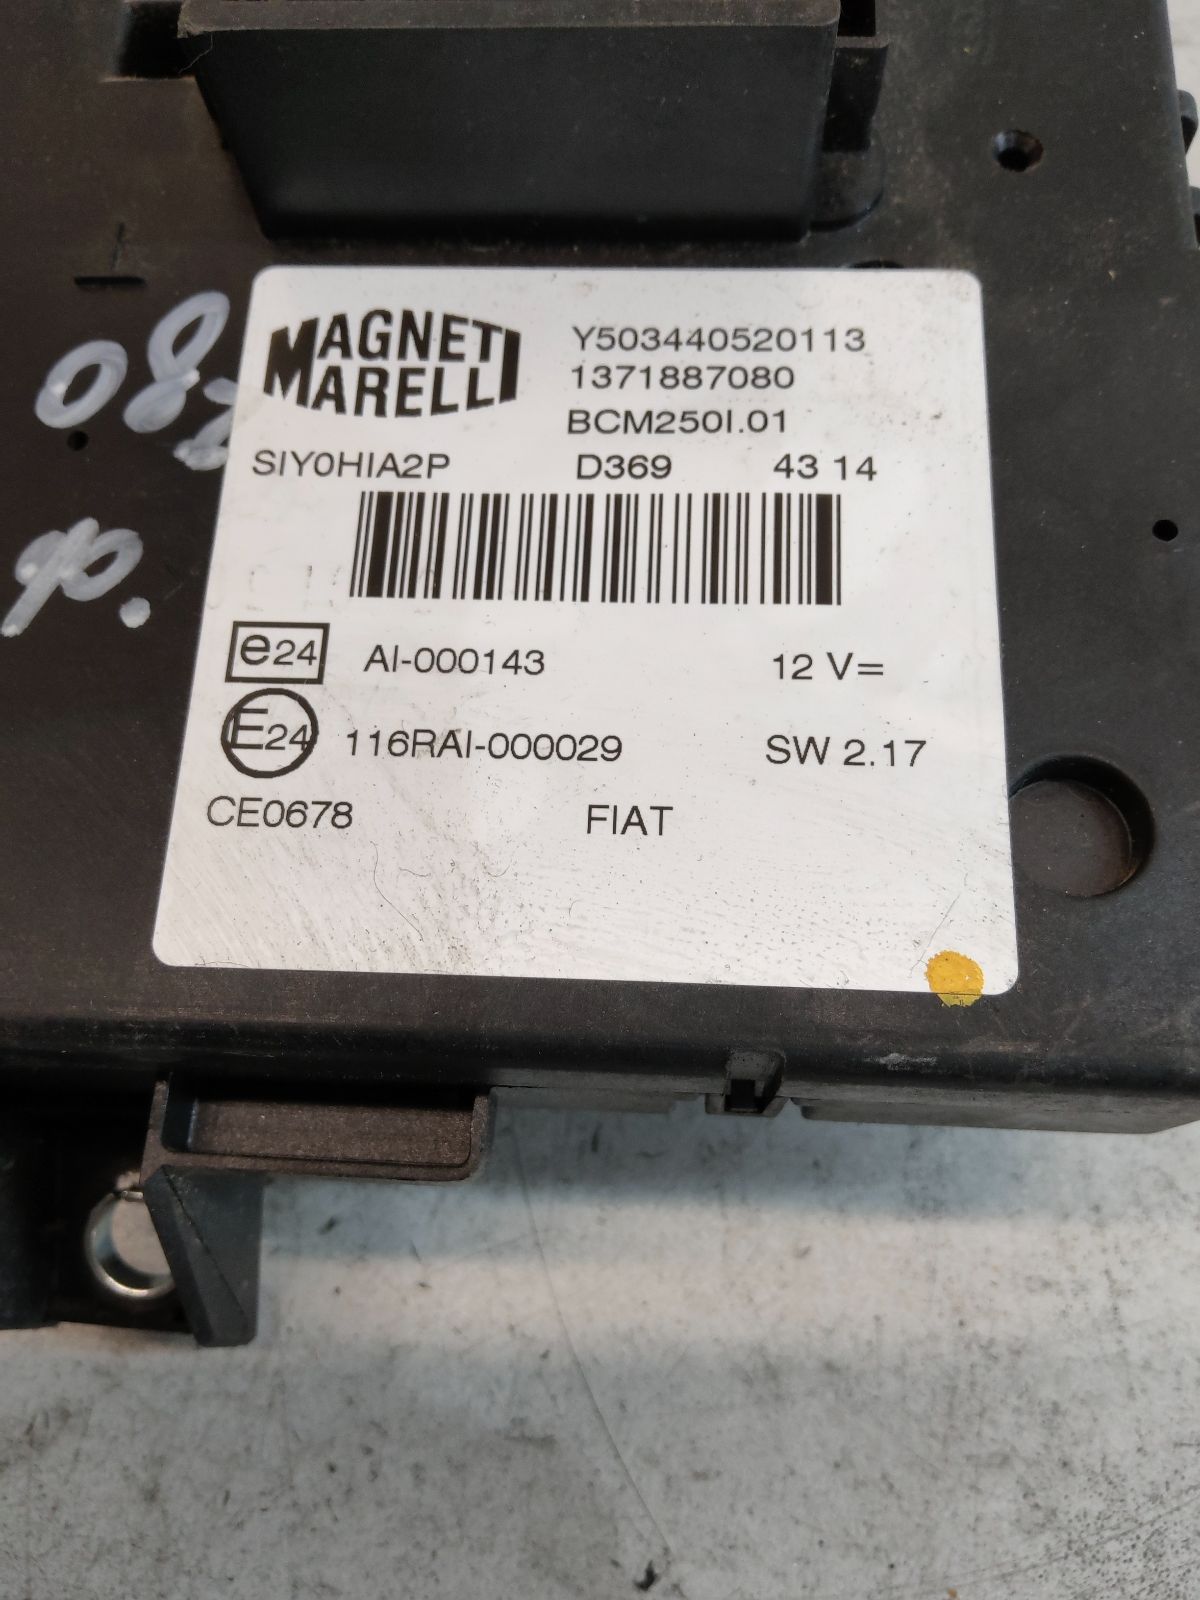 MAGNETI
MARELLI
Y503440520113
1371887080
BCM250I.01
SIY0HIA2P D369 43 14
e24 AI-000143 12 V=
E24 116RAI-000029 SW 2.17
CE0678 FIAT